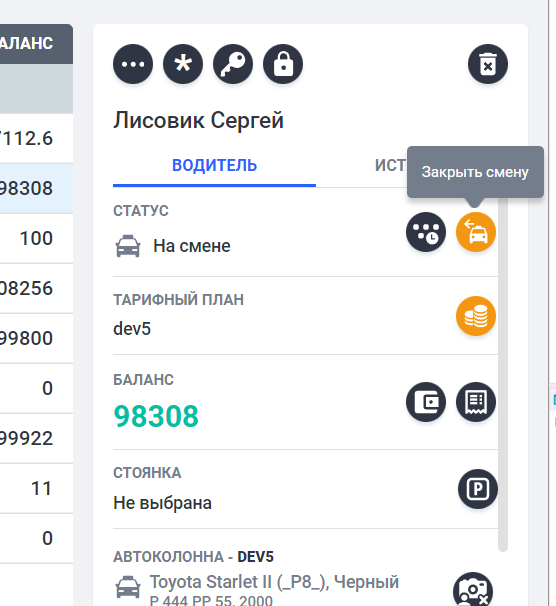 АЛАНС
7112.6
98308
100
08256
99800
0
99922
11
0
Лисовик Сергей
ВОДИТЕЛЬ
ИСТ
Закрыть смену
СТАТУС
На смене
ТАРИФНЫЙ ПЛАН
dev5
БАЛАНС
98308
СТОЯНКА
Не выбрана
P
АВТОКОЛОННА - DEV5
Toyota Starlet II (_P8_), Черный
Р 444 РР 55, 2000